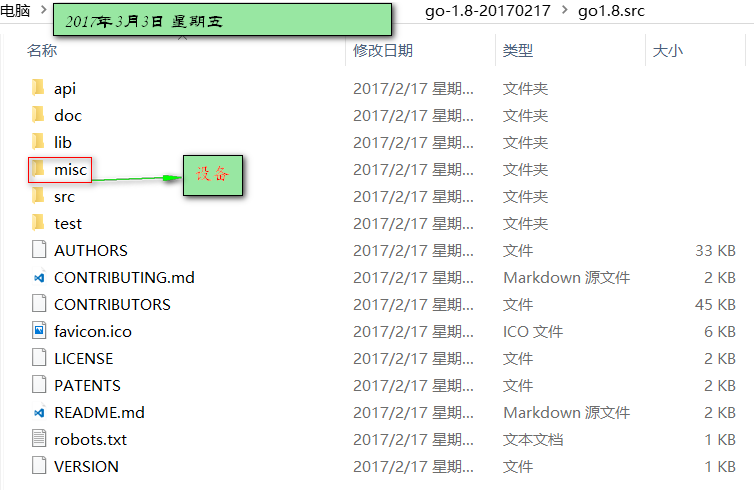 电脑 > 2017年3月3日 星期五 go-1.8-20170217 > go1.8.src
名称 修改日期 类型 大小
api 2017/2/17 星期... 文件夹
doc 2017/2/17 星期... 文件夹
lib 2017/2/17 星期... 文件夹
misc 设备 2017/2/17 星期... 文件夹
src 2017/2/17 星期... 文件夹
test 2017/2/17 星期... 文件夹
AUTHORS 2017/2/17 星期... 文件 33 KB
CONTRIBUTING.md 2017/2/17 星期... Markdown 源文件 2 KB
CONTRIBUTORS 2017/2/17 星期... 文件 45 KB
favicon.ico 2017/2/17 星期... ICO 文件 6 KB
LICENSE 2017/2/17 星期... 文件 2 KB
PATENTS 2017/2/17 星期... 文件 2 KB
README.md 2017/2/17 星期... Markdown 源文件 2 KB
robots.txt 2017/2/17 星期... 文本文档 1 KB
VERSION 2017/2/17 星期... 文件 1 KB